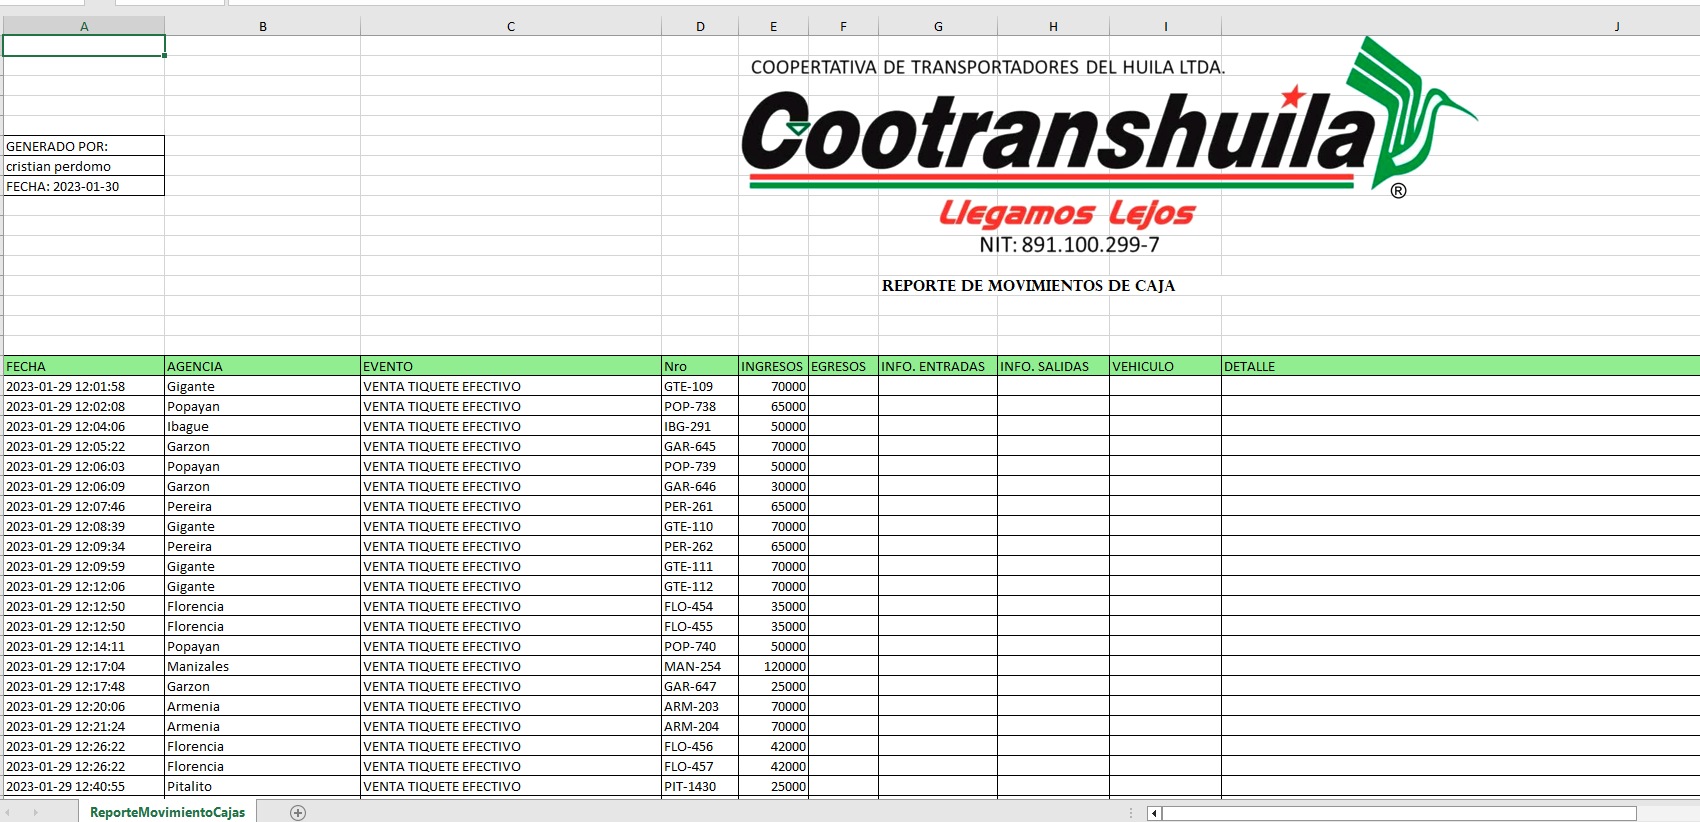 A B C D E F G H I J
COOPERTATIVA DE TRANSPORTADORES DEL HUILA LTDA.
Cootranshuila
®
Llegamos Lejos
NIT: 891.100.299-7
GENERADO POR:
cristian perdomo
FECHA: 2023-01-30
REPORTE DE MOVIMIENTOS DE CAJA
FECHA AGENCIA EVENTO Nro INGRESOS EGRESOS INFO. ENTRADAS INFO. SALIDAS VEHICULO DETALLE
2023-01-29 12:01:58 Gigante VENTA TIQUETE EFECTIVO GTE-109 70000
2023-01-29 12:02:08 Popayan VENTA TIQUETE EFECTIVO POP-738 65000
2023-01-29 12:04:06 Ibague VENTA TIQUETE EFECTIVO IBG-291 50000
2023-01-29 12:05:22 Garzon VENTA TIQUETE EFECTIVO GAR-645 70000
2023-01-29 12:06:03 Popayan VENTA TIQUETE EFECTIVO POP-739 50000
2023-01-29 12:06:09 Garzon VENTA TIQUETE EFECTIVO GAR-646 30000
2023-01-29 12:07:46 Pereira VENTA TIQUETE EFECTIVO PER-261 65000
2023-01-29 12:08:39 Gigante VENTA TIQUETE EFECTIVO GTE-110 70000
2023-01-29 12:09:34 Pereira VENTA TIQUETE EFECTIVO PER-262 65000
2023-01-29 12:09:59 Gigante VENTA TIQUETE EFECTIVO GTE-111 70000
2023-01-29 12:12:06 Gigante VENTA TIQUETE EFECTIVO GTE-112 70000
2023-01-29 12:12:50 Florencia VENTA TIQUETE EFECTIVO FLO-454 35000
2023-01-29 12:12:50 Florencia VENTA TIQUETE EFECTIVO FLO-455 35000
2023-01-29 12:14:11 Popayan VENTA TIQUETE EFECTIVO POP-740 50000
2023-01-29 12:17:04 Manizales VENTA TIQUETE EFECTIVO MAN-254 120000
2023-01-29 12:17:48 Garzon VENTA TIQUETE EFECTIVO GAR-647 25000
2023-01-29 12:20:06 Armenia VENTA TIQUETE EFECTIVO ARM-203 70000
2023-01-29 12:21:24 Armenia VENTA TIQUETE EFECTIVO ARM-204 70000
2023-01-29 12:26:22 Florencia VENTA TIQUETE EFECTIVO FLO-456 42000
2023-01-29 12:26:22 Florencia VENTA TIQUETE EFECTIVO FLO-457 42000
2023-01-29 12:40:55 Pitalito VENTA TIQUETE EFECTIVO PIT-1430 25000
ReporteMovimientoCajas